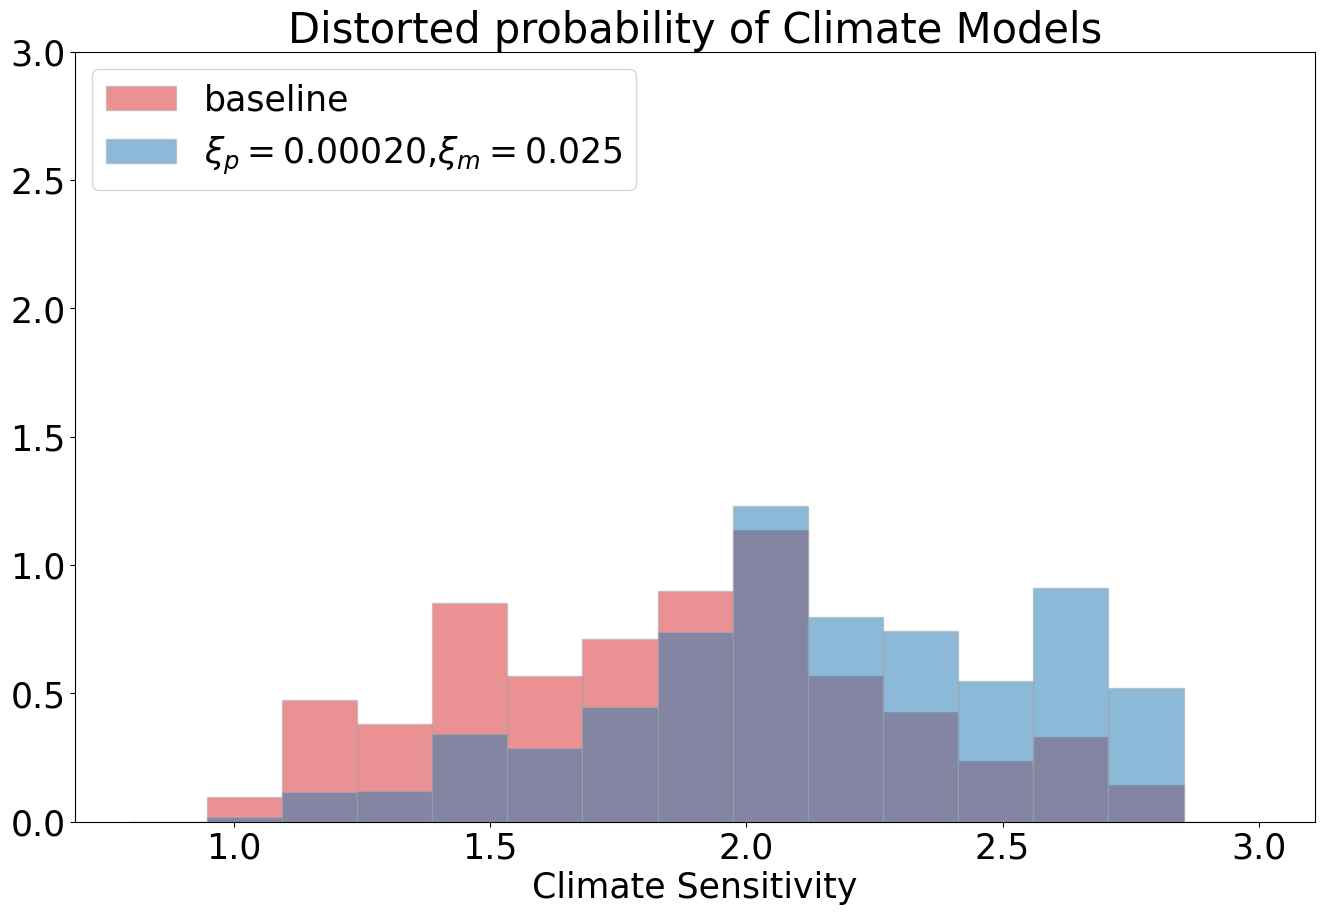 Distorted probability of Climate Models
3.0
2.5
2.0
1.5
1.0
0.5
0.0
baseline
ξₚ = 0.00020,ξₘ = 0.025
1.0 1.5 2.0 2.5 3.0
Climate Sensitivity